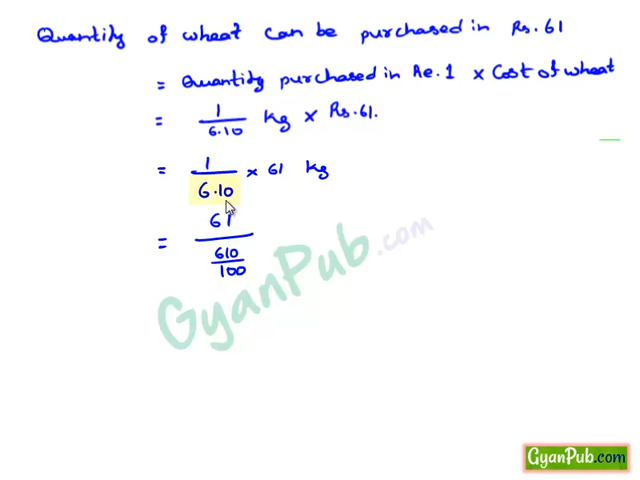 Quantity of wheat can be purchased in Rs. 61
= Quantity purchased in Re. 1 × Cost of wheat
= 1/6.10 kg × Rs. 61.
= 1/6.10 × 61 kg
= 61/(610/100)
GyanPub.com
GyanPub.com